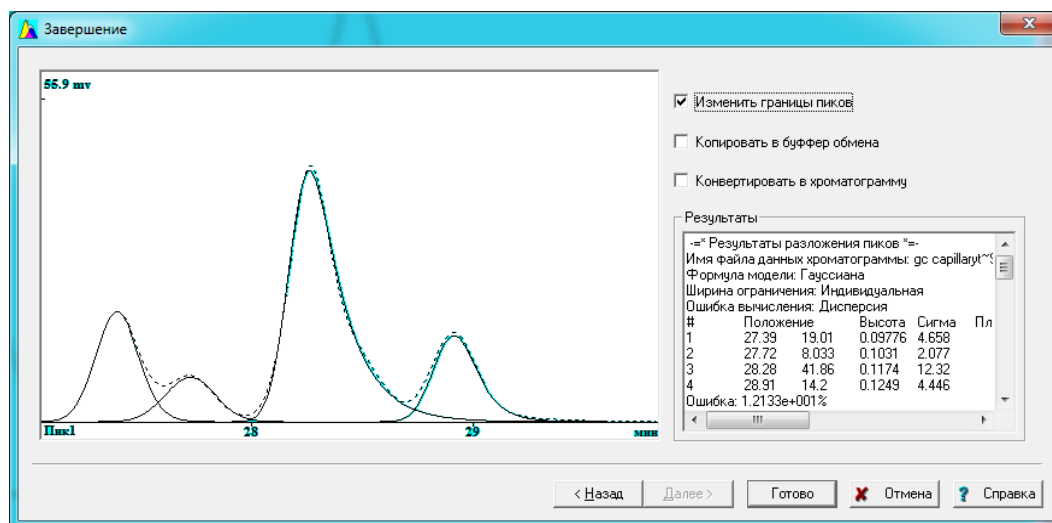 Завершение
55.9 mv
Пик1
28
29
мин
Изменить границы пиков
Копировать в буфер обмена
Конвертировать в хроматограмму
Результаты
-=* Результаты разложения пиков *=-
Имя файла данных хроматограммы: gc capillaryt~
Формула модели: Гауссиана
Ширина ограничения: Индивидуальная
Ошибка вычисления: Дисперсия
# Положение Высота Сигма Пл
1 27.39 19.01 0.09776 4.658
2 27.72 8.033 0.1031 2.077
3 28.28 41.86 0.1174 12.32
4 28.91 14.2 0.1249 4.446
Ошибка: 1.2133e+001%
< Назад
Далее >
Готово
Отмена
Справка